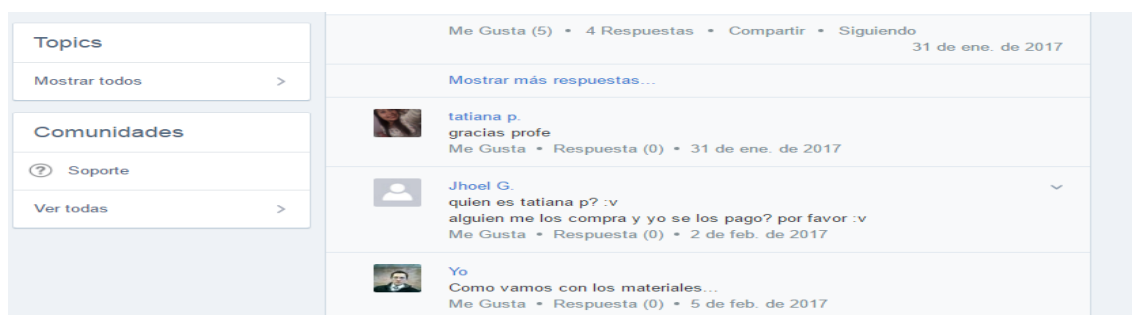 Topics
Mostrar todos
Comunidades
Soporte
Ver todas
Me Gusta (5) • 4 Respuestas • Compartir • Siguiendo
31 de ene. de 2017
Mostrar más respuestas...
tatiana p.
gracias profe
Me Gusta • Respuesta (0) • 31 de ene. de 2017
Jhoel G.
quien es tatiana p? :v
alguien me los compra y yo se los pago? por favor :v
Me Gusta • Respuesta (0) • 2 de feb. de 2017
Yo
Como vamos con los materiales...
Me Gusta • Respuesta (0) • 5 de feb. de 2017